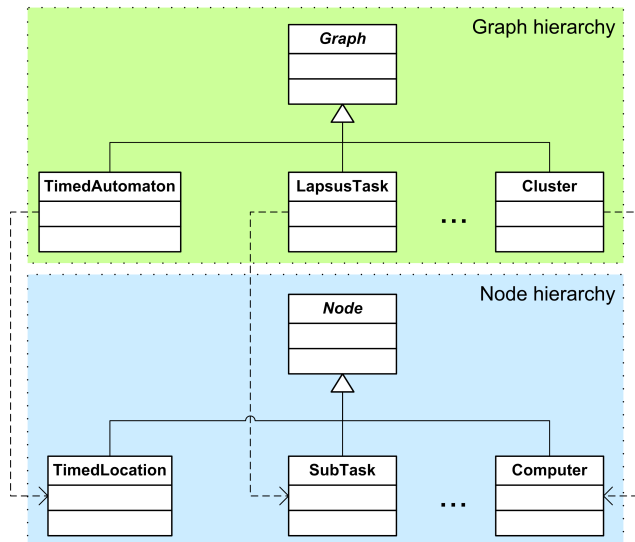 Graph hierarchy
Graph
TimedAutomaton
LapsusTask
...
Cluster
Node hierarchy
Node
TimedLocation
SubTask
...
Computer